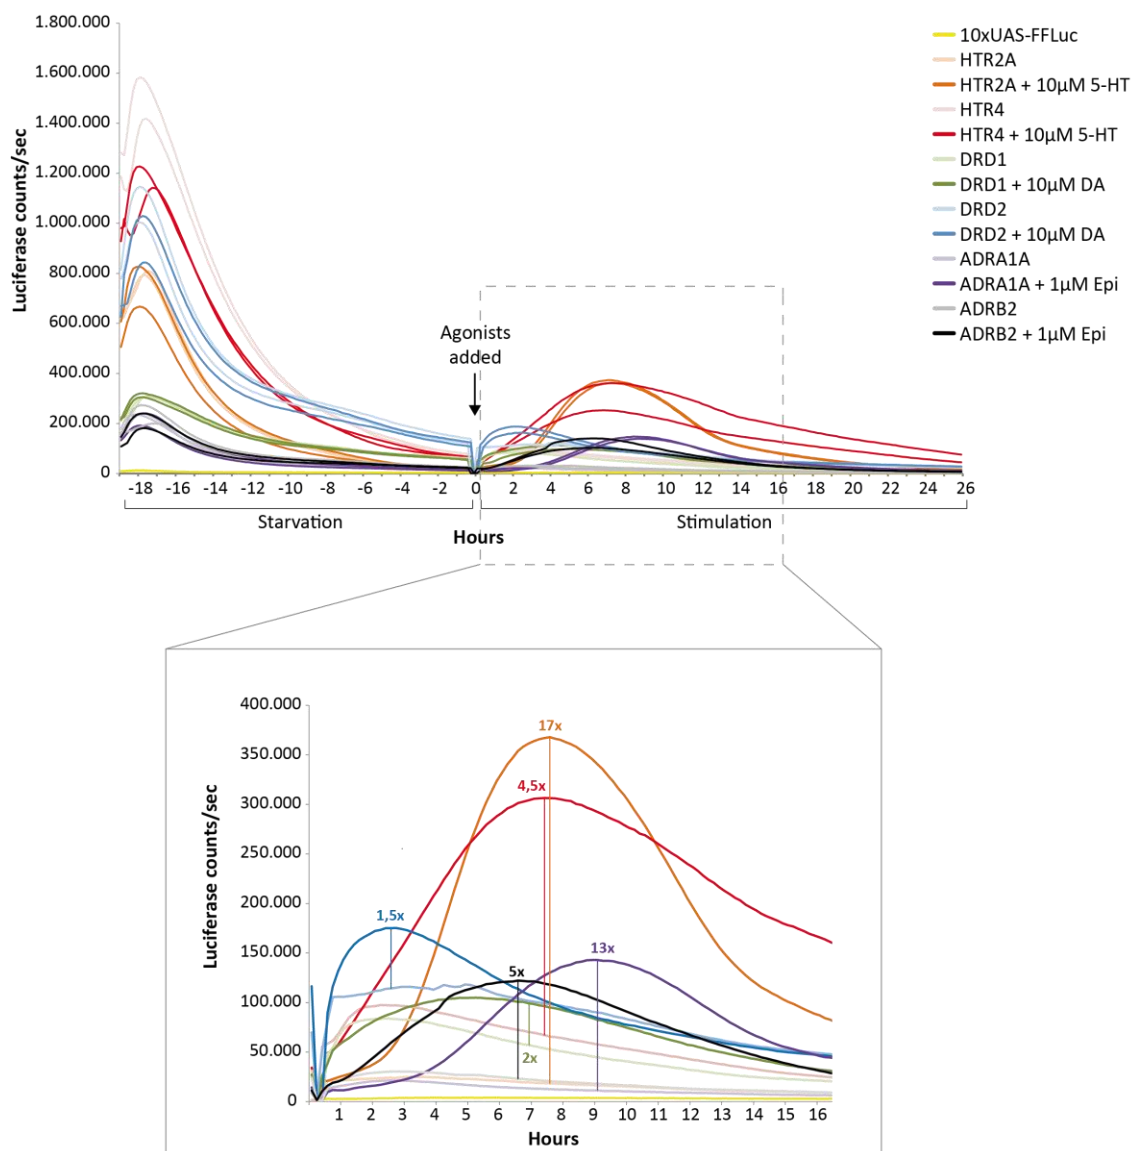 1.800.000
1.600.000
1.400.000
1.200.000
1.000.000
800.000
600.000
400.000
200.000
0
Luciferase counts/sec
10xUAS-FFLuc
HTR2A
HTR2A + 10µM 5-HT
HTR4
HTR4 + 10µM 5-HT
DRD1
DRD1 + 10µM DA
DRD2
DRD2 + 10µM DA
ADRA1A
ADRA1A + 1µM Epi
ADRB2
ADRB2 + 1µM Epi
Agonists
added
-18 -16 -14 -12 -10 -8 -6 -4 -2 0 2 4 6 8 10 12 14 16 18 20 22 24 26
Starvation Stimulation
Hours
400.000
350.000
300.000
250.000
200.000
150.000
100.000
50.000
0
Luciferase counts/sec
17x
4,5x
1,5x
13x
5x
2x
1 2 3 4 5 6 7 8 9 10 11 12 13 14 15 16
Hours